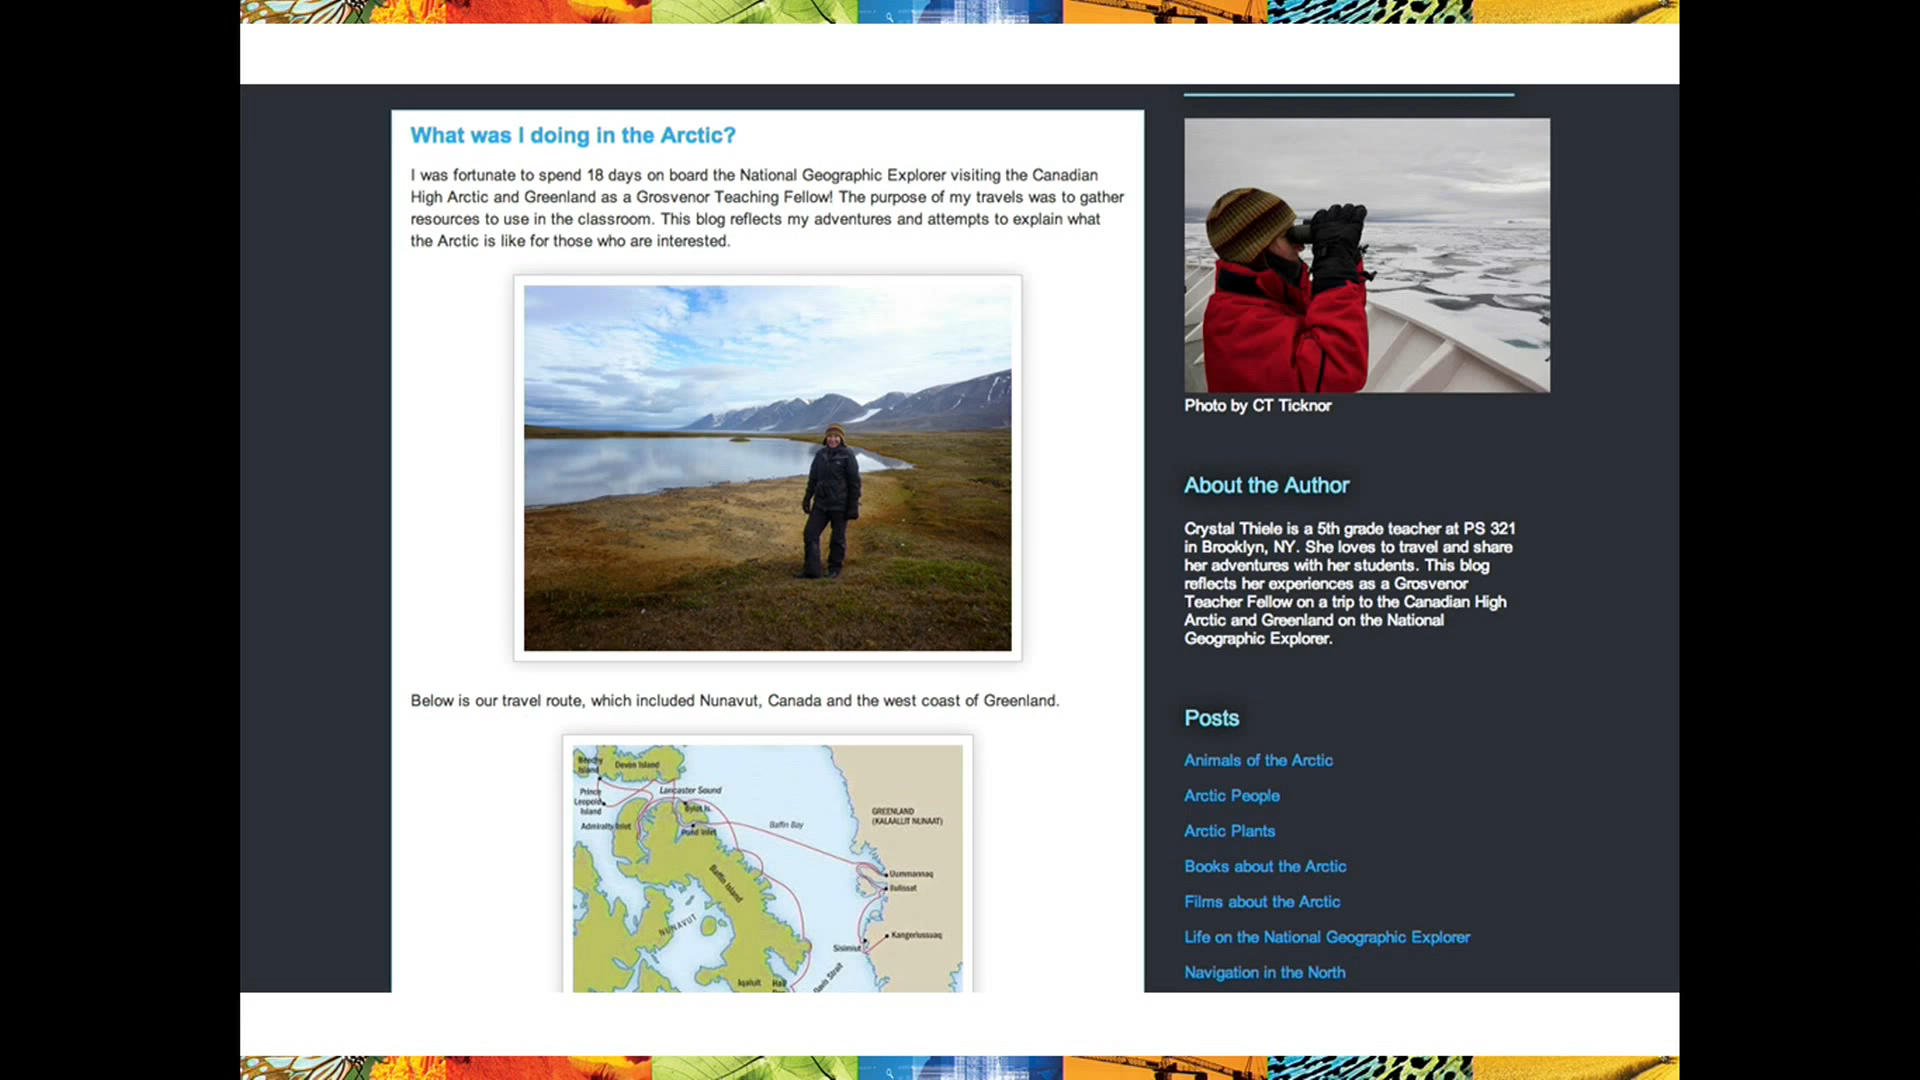 What was I doing in the Arctic?
I was fortunate to spend 18 days on board the National Geographic Explorer visiting the Canadian
High Arctic and Greenland as a Grosvenor Teaching Fellow! The purpose of my travels was to gather
resources to use in the classroom. This blog reflects my adventures and attempts to explain what
the Arctic is like for those who are interested.
Below is our travel route, which included Nunavut, Canada and the west coast of Greenland.
Beechy
Island
Devon Island
Prince
Leopold
Island
Lancaster Sound
Bylot Is.
Admiralty Inlet
Pond Inlet
Baffin Bay
GREENLAND
(KALAALLIT NUNAAT)
Baffin Island
Uummannaq
Ilulissat
NUNAVUT
Kangerlussuaq
Sisimiut
Davis Strait
Iqaluit
Photo by CT Ticknor
About the Author
Crystal Thiele is a 5th grade teacher at PS 321
in Brooklyn, NY. She loves to travel and share
her adventures with her students. This blog
reflects her experiences as a Grosvenor
Teacher Fellow on a trip to the Canadian High
Arctic and Greenland on the National
Geographic Explorer.
Posts
Animals of the Arctic
Arctic People
Arctic Plants
Books about the Arctic
Films about the Arctic
Life on the National Geographic Explorer
Navigation in the North